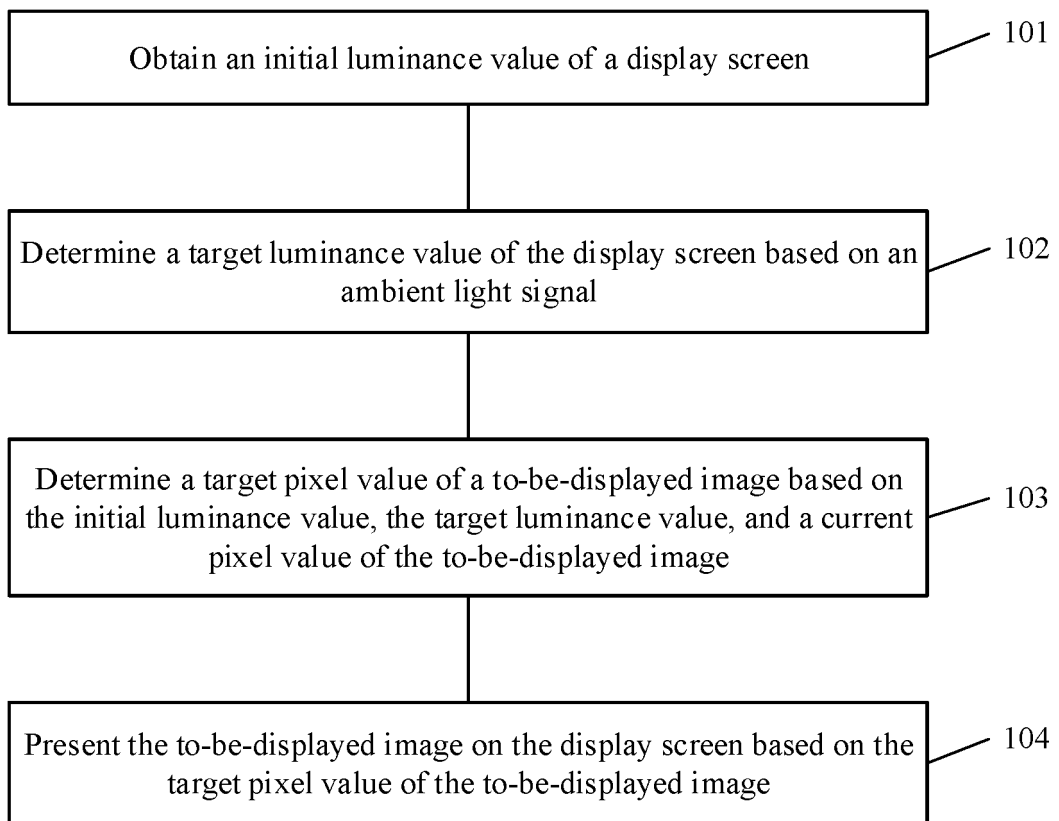 Obtain an initial luminance value of a display screen
101
Determine a target luminance value of the display screen based on an
ambient light signal
102
Determine a target pixel value of a to-be-displayed image based on
the initial luminance value, the target luminance value, and a current
pixel value of the to-be-displayed image
103
Present the to-be-displayed image on the display screen based on the
target pixel value of the to-be-displayed image
104